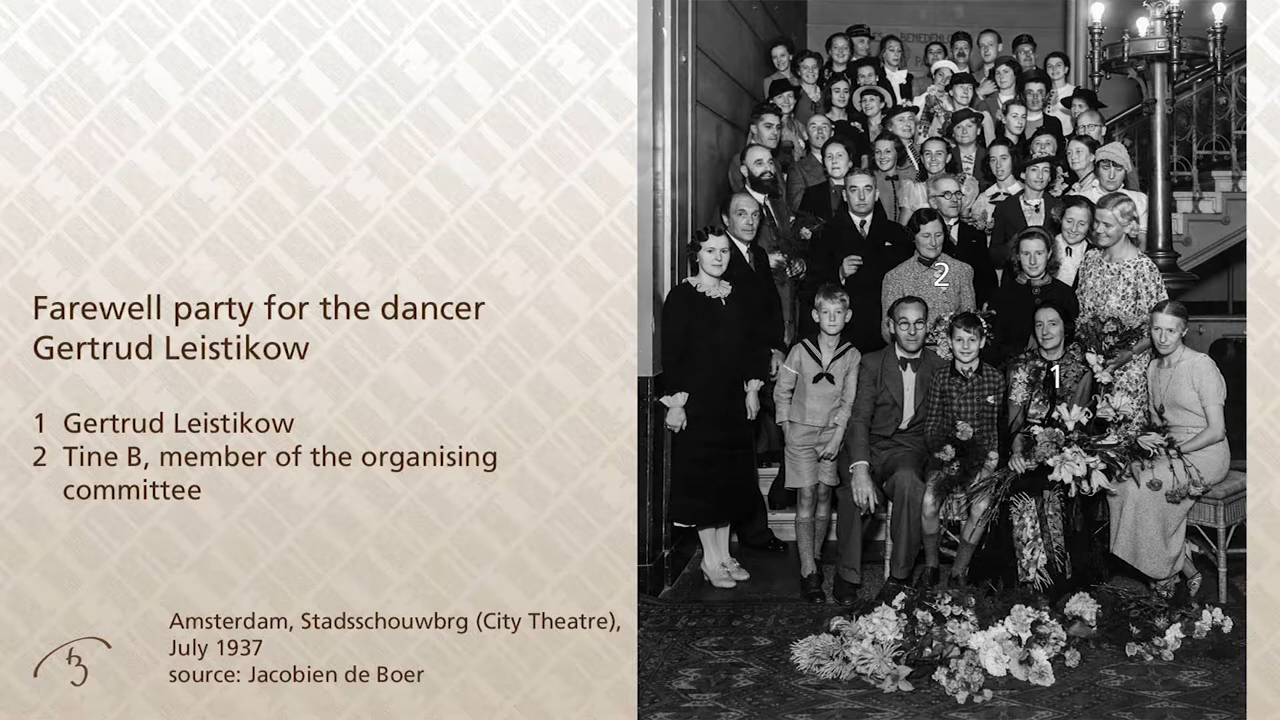 Farewell party for the dancer
Gertrud Leistikow
1 Gertrud Leistikow
2 Tine B, member of the organising
committee
Amsterdam, Stadsschouwbrg (City Theatre),
July 1937
source: Jacobien de Boer
BENEDEN
2
1